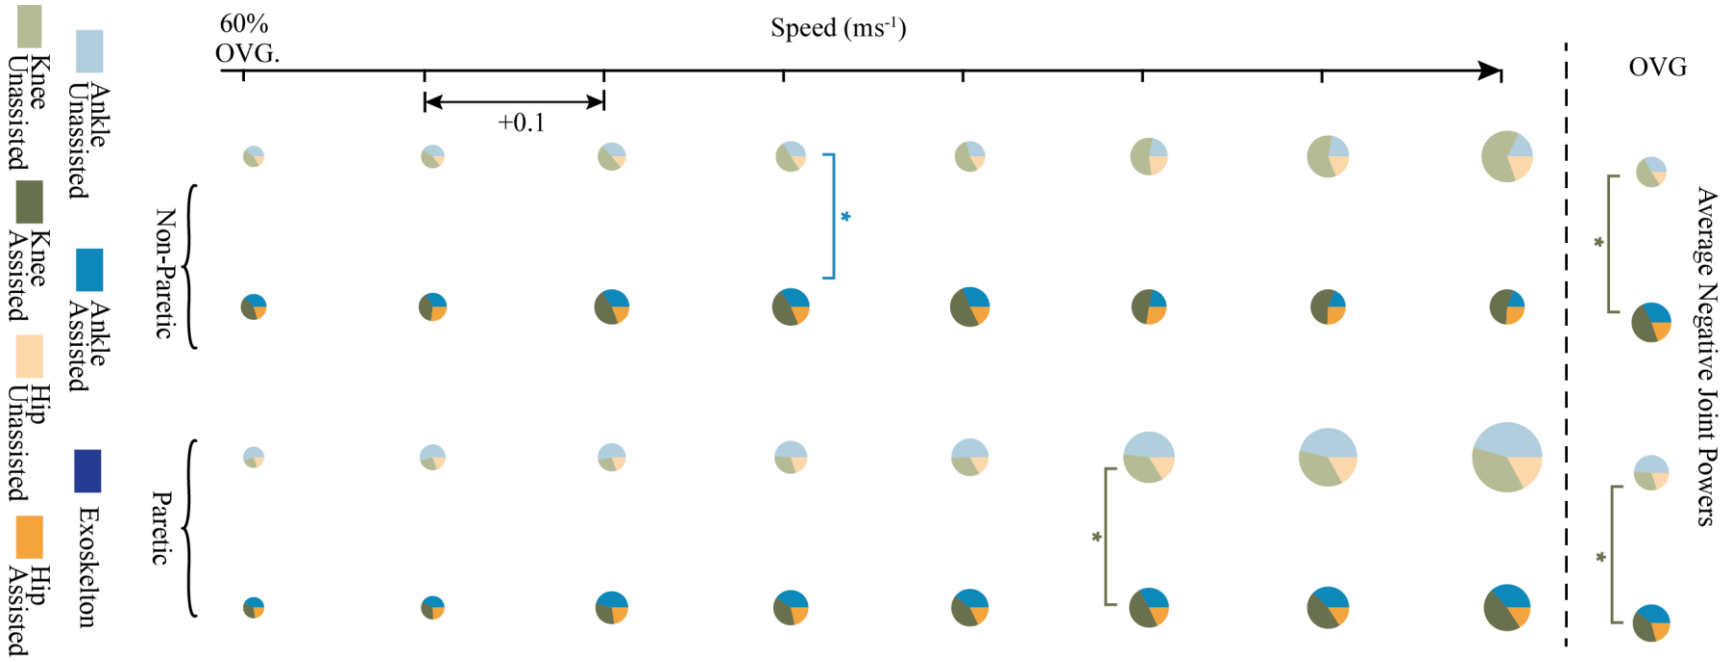 60%
OVG.
Speed (ms⁻¹)
OVG
+0.1
Knee
Unassisted
Knee
Assisted
Hip
Unassisted
Hip
Assisted
Ankle
Unassisted
Ankle
Assisted
Exoskelton
Non-Paretic
Paretic
*
*
*
*
Average Negative Joint Powers